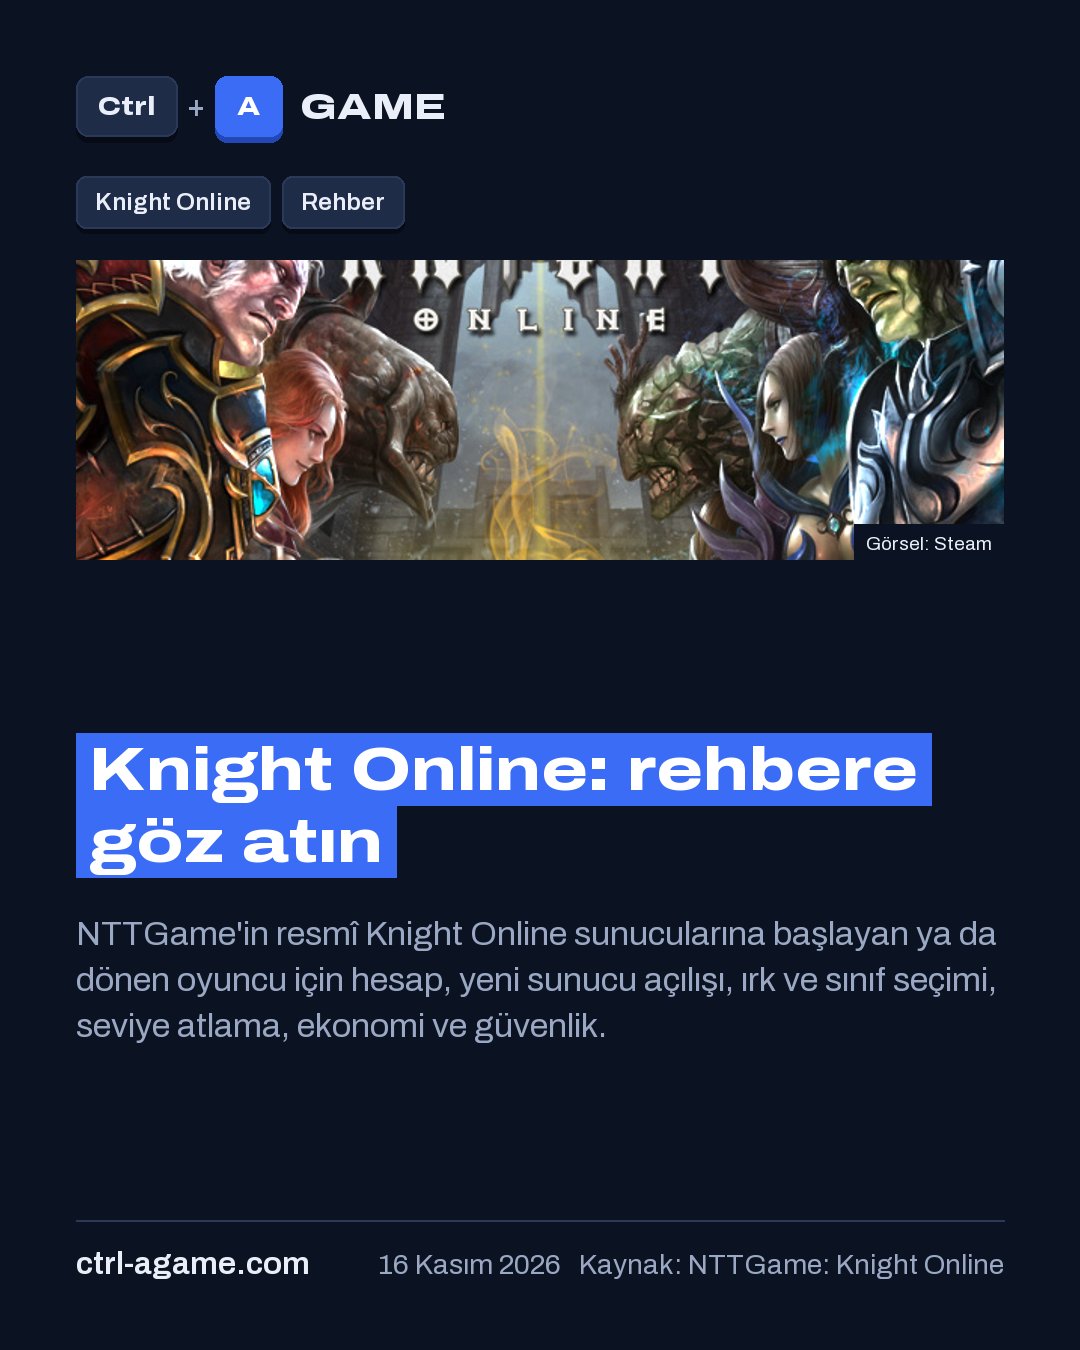 Ctrl + A GAME
Knight Online Rehber
KNIGHT
ONLINE
Görsel: Steam
Knight Online: rehbere
göz atın
NTTGame'in resmî Knight Online sunucularına başlayan ya da
dönen oyuncu için hesap, yeni sunucu açılışı, ırk ve sınıf seçimi,
seviye atlama, ekonomi ve güvenlik.
ctrl-agame.com 16 Kasım 2026 Kaynak: NTTGame: Knight Online